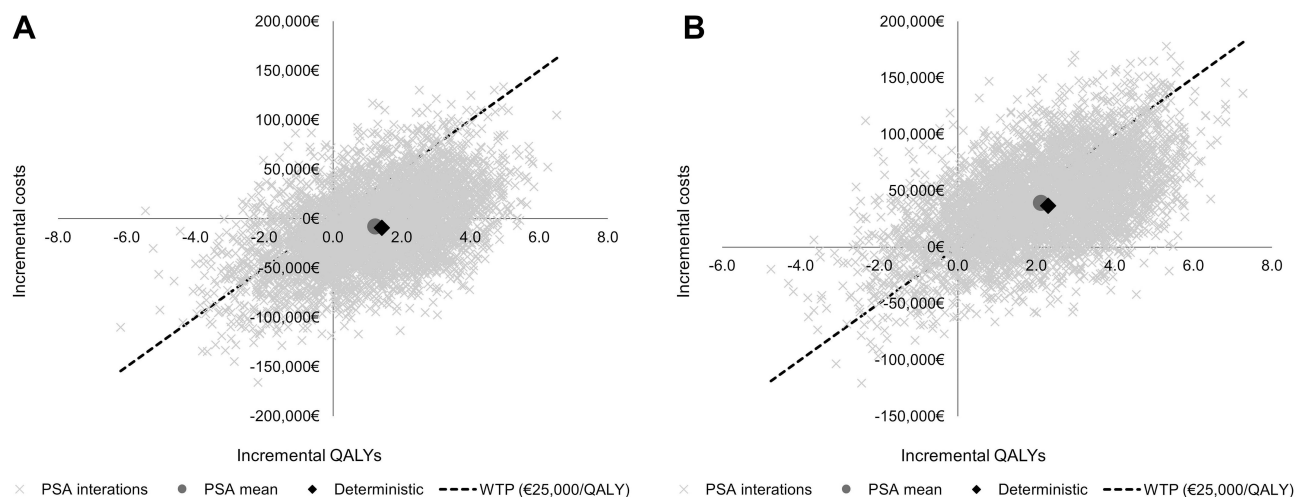 A
200,000€
150,000€
100,000€
50,000€
0€
-50,000€
-100,000€
-150,000€
-200,000€
-8.0 -6.0 -4.0 -2.0 0.0 2.0 4.0 6.0 8.0
Incremental costs
Incremental QALYs
PSA interations PSA mean Deterministic WTP (€25,000/QALY)
B
200,000€
150,000€
100,000€
50,000€
0€
-50,000€
-100,000€
-150,000€
-6.0 -4.0 -2.0 0.0 2.0 4.0 6.0 8.0
Incremental costs
Incremental QALYs
PSA interations PSA mean Deterministic WTP (€25,000/QALY)